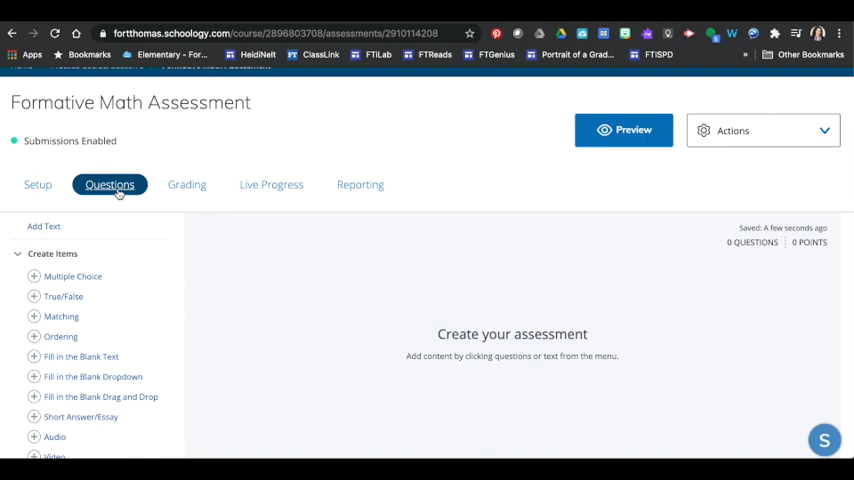 fortthomas.schoology.com/course/2896803708/assessments/2910114208
Apps Bookmarks Elementary - For... HeidiNelt ClassLink FTiLab FTReads FTGenius Portrait of a Grad... FTISPD » Other Bookmarks
Formative Math Assessment
Submissions Enabled
Preview
Actions
Setup Questions Grading Live Progress Reporting
Add Text
Saved: A few seconds ago
0 QUESTIONS 0 POINTS
Create Items
Multiple Choice
True/False
Matching
Ordering
Create your assessment
Fill in the Blank Text
Add content by clicking questions or text from the menu.
Fill in the Blank Dropdown
Fill in the Blank Drag and Drop
Short Answer/Essay
Audio
S
Video